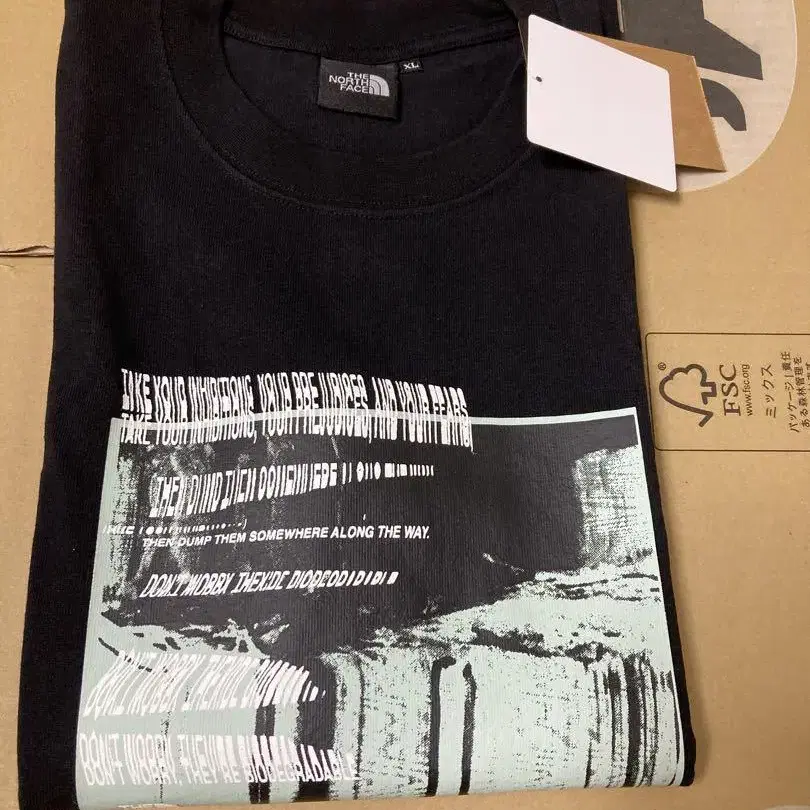 THE
NORTH
FACE
XL
TAKE YOUR INHIBITIONS, YOUR PREJUDICES, AND YOUR FEARS
TAKE YOUR INHIBITIONS, YOUR PREJUDICES, AND YOUR FEARS,
THEN DUMP THEM SOMEWHERE
THEN DUMP THEM SOMEWHERE ALONG THE WAY.
DON'T WORRY
DON'T WORRY
DON'T WORRY, THEY'RE BIODEGRADABLE
®
FSC
www.fsc.org
ミックス
パッケージ｜責任
ある森林管理を